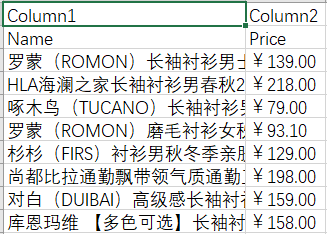 Column1 Column2
Name Price
罗蒙（ROMON）长袖衬衫男士 ￥139.00
HLA海澜之家长袖衬衫男春秋2 ￥218.00
啄木鸟（TUCANO）长袖衬衫 ￥79.00
罗蒙（ROMON）磨毛衬衫女秋 ￥93.10
杉杉（FIRS）衬衫男秋冬季亲肤 ￥129.00
尚都比拉通勤飘带领气质通勤 ￥198.00
对白（DUIBAI）高级感长袖衬 ￥159.00
库恩玛维 【多色可选】长袖衬 ￥158.00